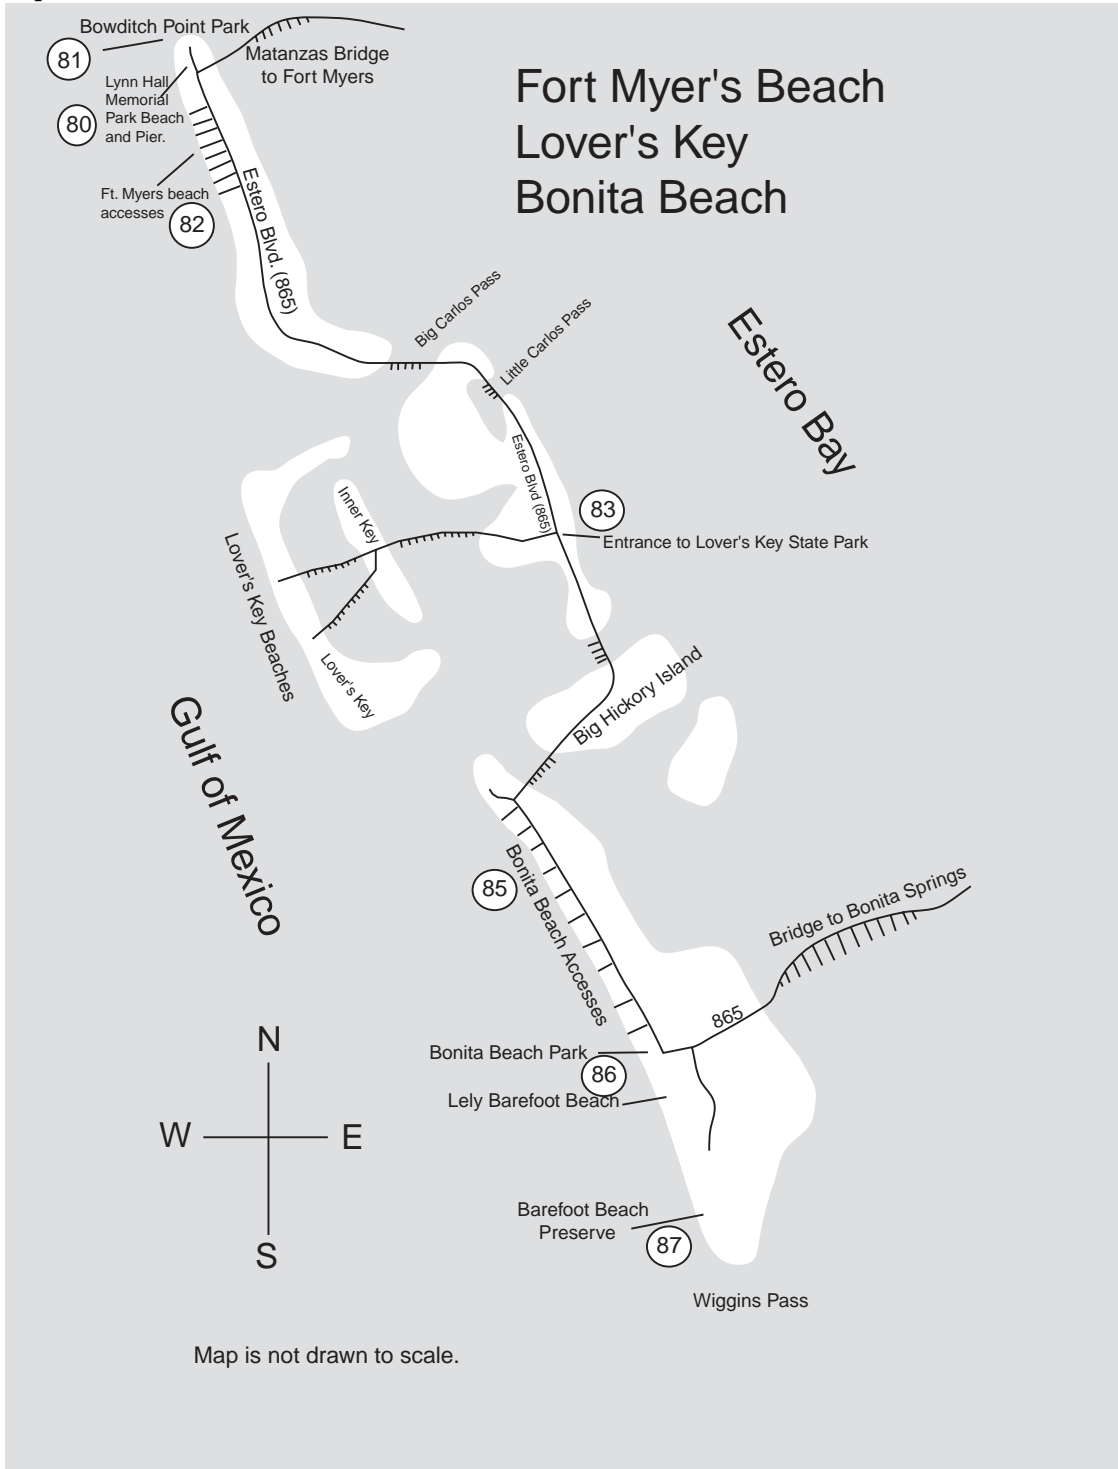 Bowditch Point Park
81
Matanzas Bridge
to Fort Myers
Lynn Hall
Memorial
Park Beach
and Pier.
80
Fort Myer's Beach
Lover's Key
Bonita Beach
Ft. Myers beach
accesses
82
Estero Blvd. (865)
Big Carlos Pass
Little Carlos Pass
Estero Bay
Estero Blvd (865)
83
Entrance to Lover's Key State Park
Inner Key
Lover's Key Beaches
Lover's Key
Big Hickory Island
Gulf of Mexico
85
Bonita Beach Accesses
Bridge to Bonita Springs
865
Bonita Beach Park
86
Lely Barefoot Beach
N
W
E
S
Barefoot Beach
Preserve
87
Wiggins Pass
Map is not drawn to scale.